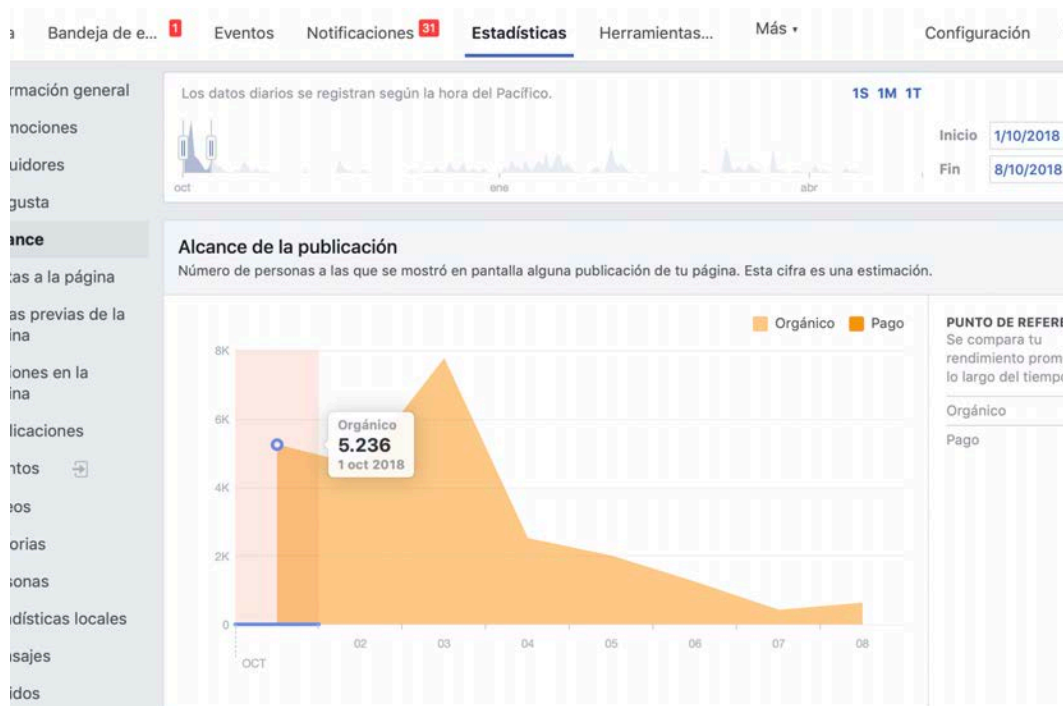 a Bandeja de e... 1 Eventos Notificaciones 31 Estadísticas Herramientas... Más Configuración
rmación general
mociones
uidores
gusta
ance
tas a la página
as previas de la
ina
iones en la
ina
licaciones
ntos
eos
orias
sonas
dísticas locales
sajes
idos
Los datos diarios se registran según la hora del Pacífico. 1S 1M 1T
Inicio 1/10/2018
Fin 8/10/2018
oct ene abr
Alcance de la publicación
Número de personas a las que se mostró en pantalla alguna publicación de tu página. Esta cifra es una estimación.
Orgánico Pago
8K
6K
4K
2K
0
Orgánico
5.236
1 oct 2018
02 03 04 05 06 07 08
OCT
PUNTO DE REFERE
Se compara tu
rendimiento prom
lo largo del tiempo
Orgánico
Pago